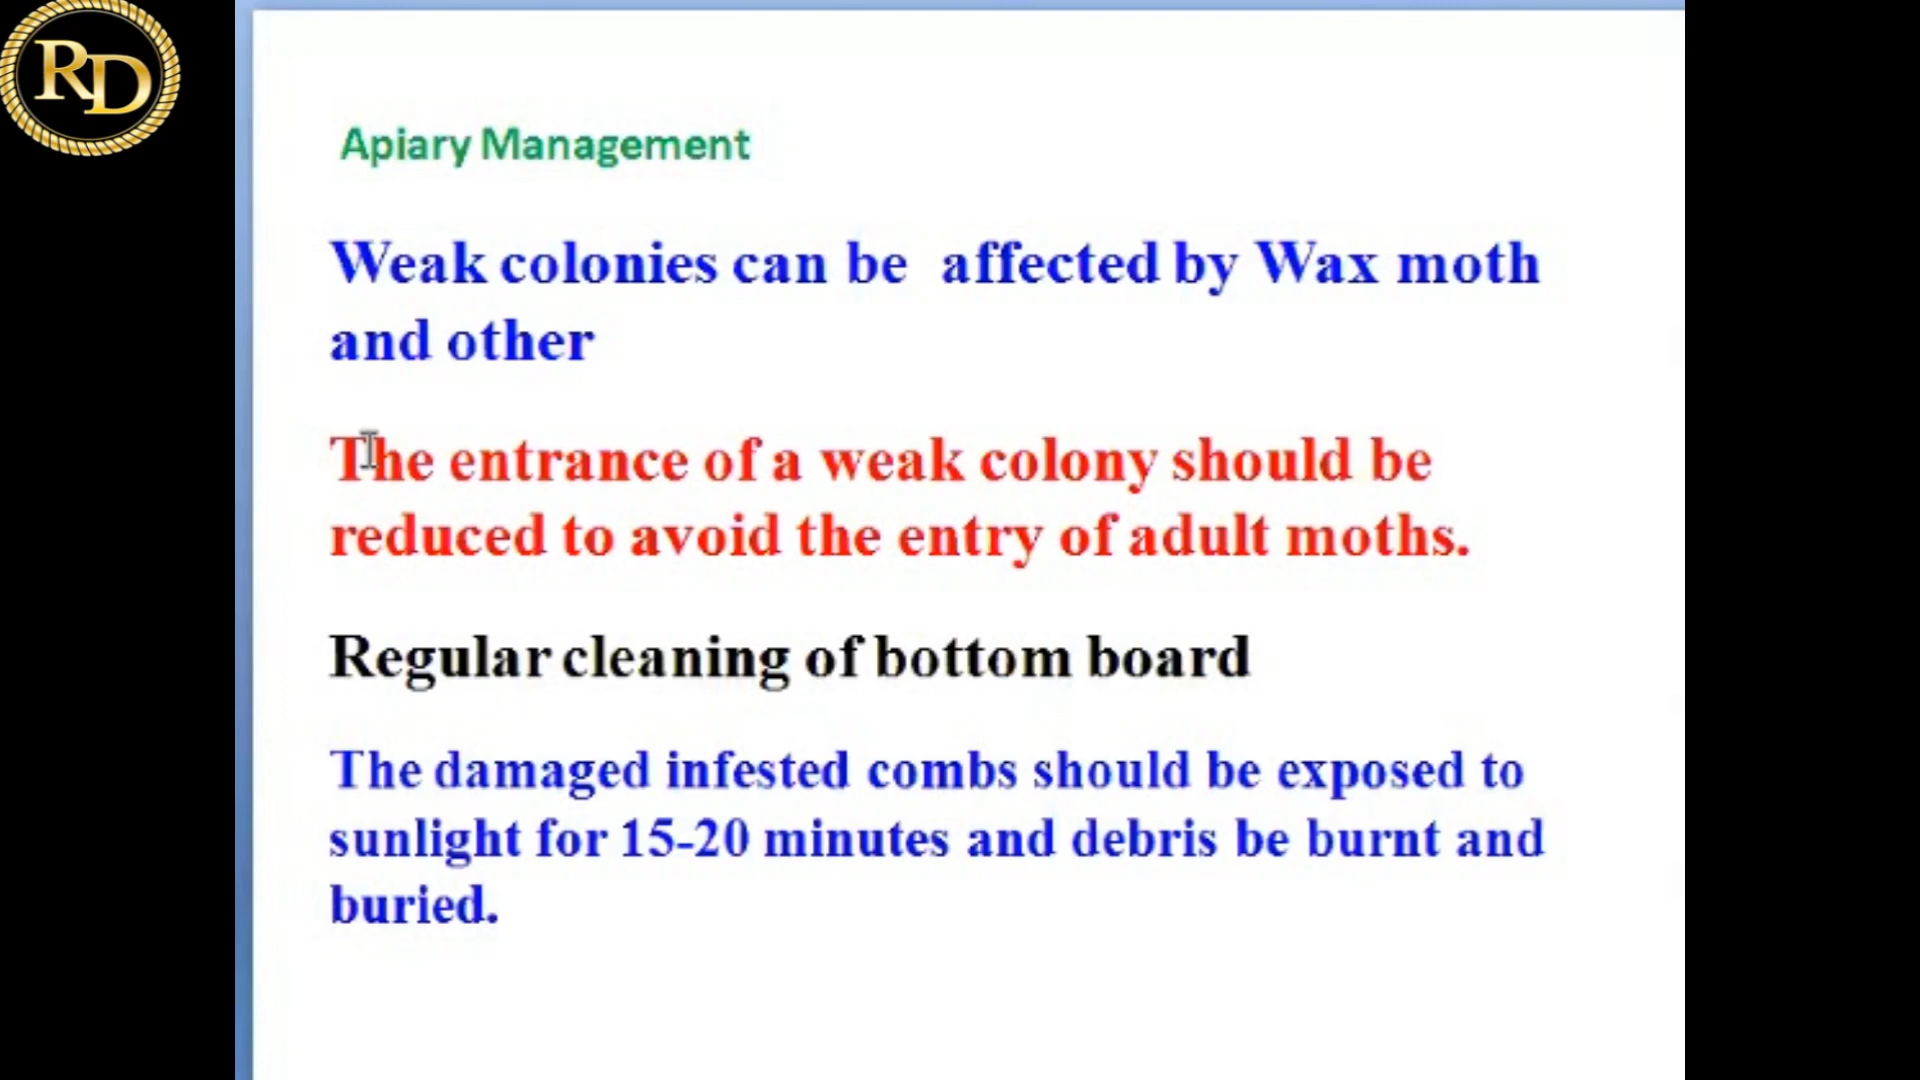 RD
Apiary Management
Weak colonies can be affected by Wax moth
and other
The entrance of a weak colony should be
reduced to avoid the entry of adult moths.
Regular cleaning of bottom board
The damaged infested combs should be exposed to
sunlight for 15-20 minutes and debris be burnt and
buried.